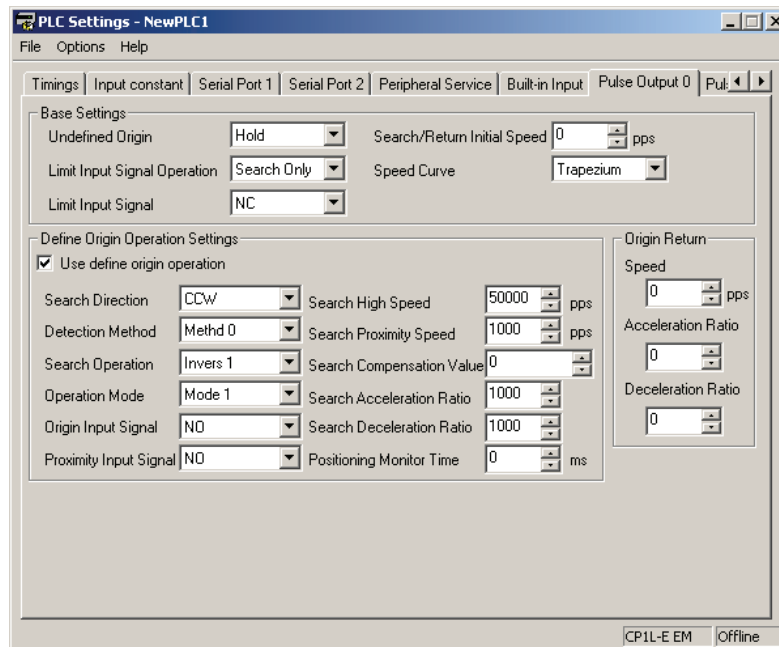 PLC Settings - NewPLC1
File Options Help
Timings Input constant Serial Port 1 Serial Port 2 Peripheral Service Built-in Input Pulse Output 0
Base Settings
Undefined Origin Hold Search/Return Initial Speed 0 pps
Limit Input Signal Operation Search Only Speed Curve Trapezium
Limit Input Signal NC
Define Origin Operation Settings
Use define origin operation
Search Direction CCW Search High Speed 50000 pps
Detection Method Methd 0 Search Proximity Speed 1000 pps
Search Operation Invers 1 Search Compensation Value 0
Operation Mode Mode 1 Search Acceleration Ratio 1000
Origin Input Signal NO Search Deceleration Ratio 1000
Proximity Input Signal NO Positioning Monitor Time 0 ms
Origin Return
Speed
0 pps
Acceleration Ratio
0
Deceleration Ratio
0
CP1L-E EM Offline